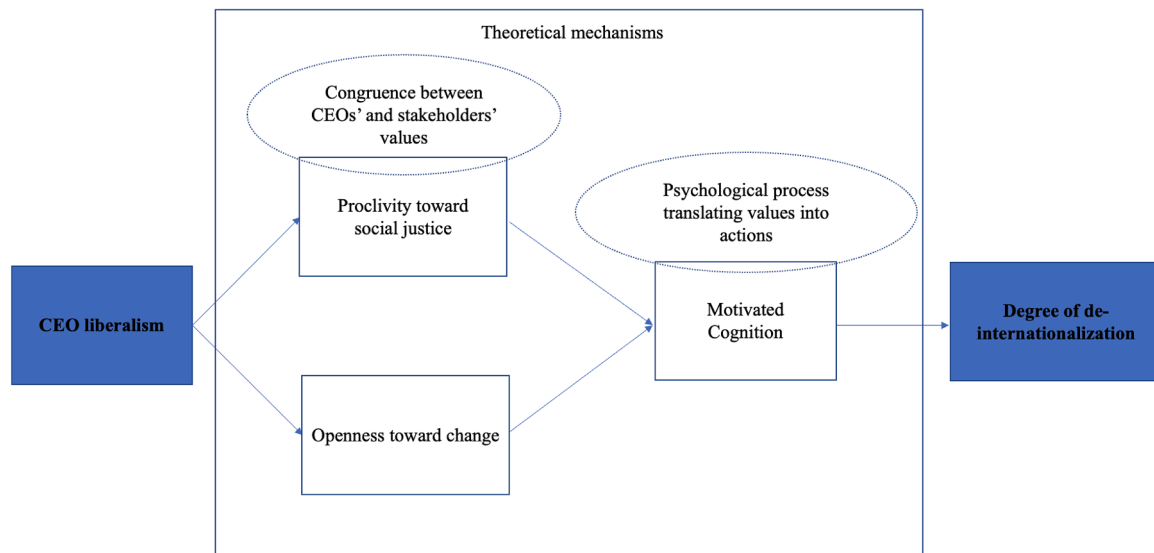 Theoretical mechanisms
Congruence between
CEOs’ and stakeholders’
values
Proclivity toward
social justice
Psychological process
translating values into
actions
CEO liberalism
Motivated
Cognition
Degree of de-
internationalization
Openness toward change